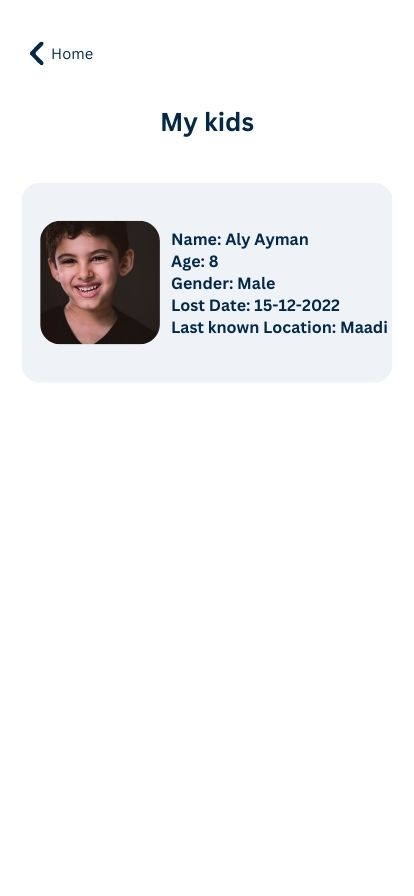 Home
My kids
Name: Aly Ayman
Age: 8
Gender: Male
Lost Date: 15-12-2022
Last known Location: Maadi